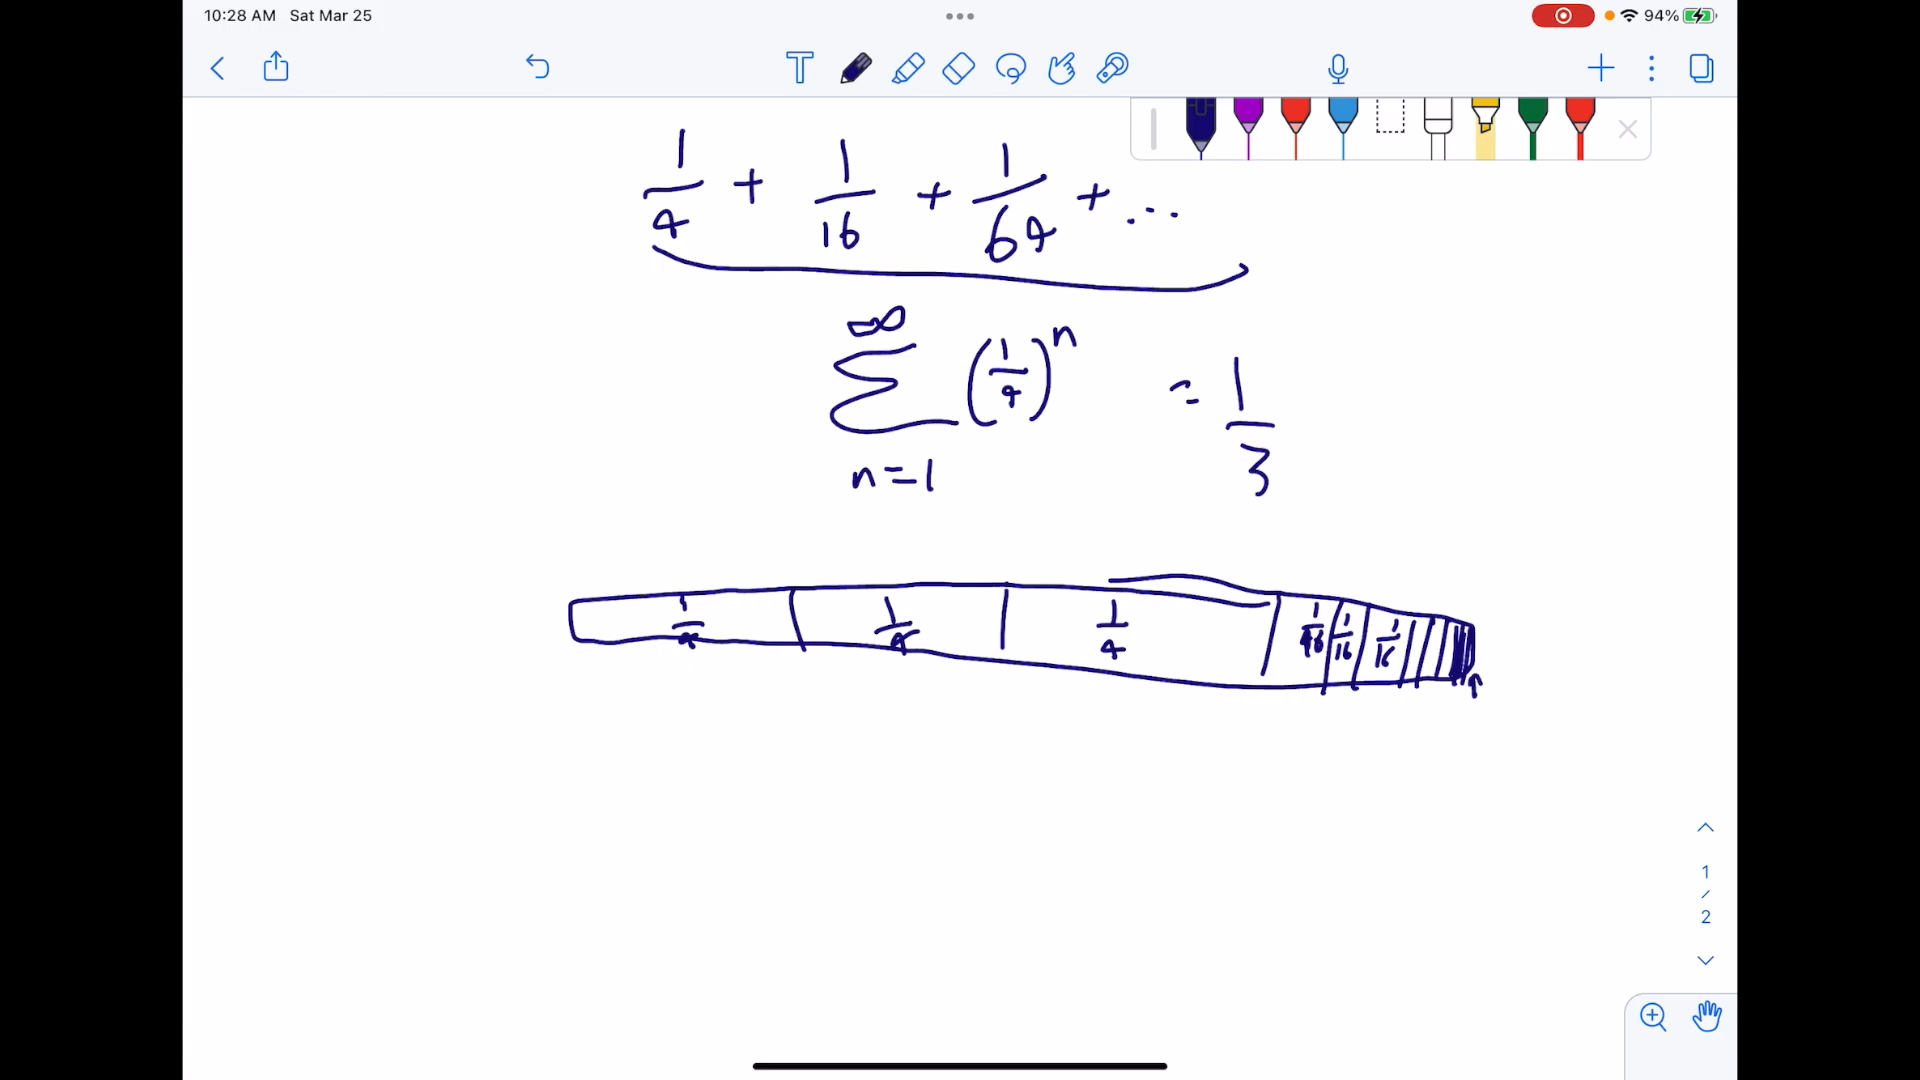 10:28 AM Sat Mar 25
94%
1/4 + 1/16 + 1/64 + ...
∞
∑ (1/4)^n = 1/3
n=1
1/4 1/4 1/4 1/16 1/16 1/16
1
/
2